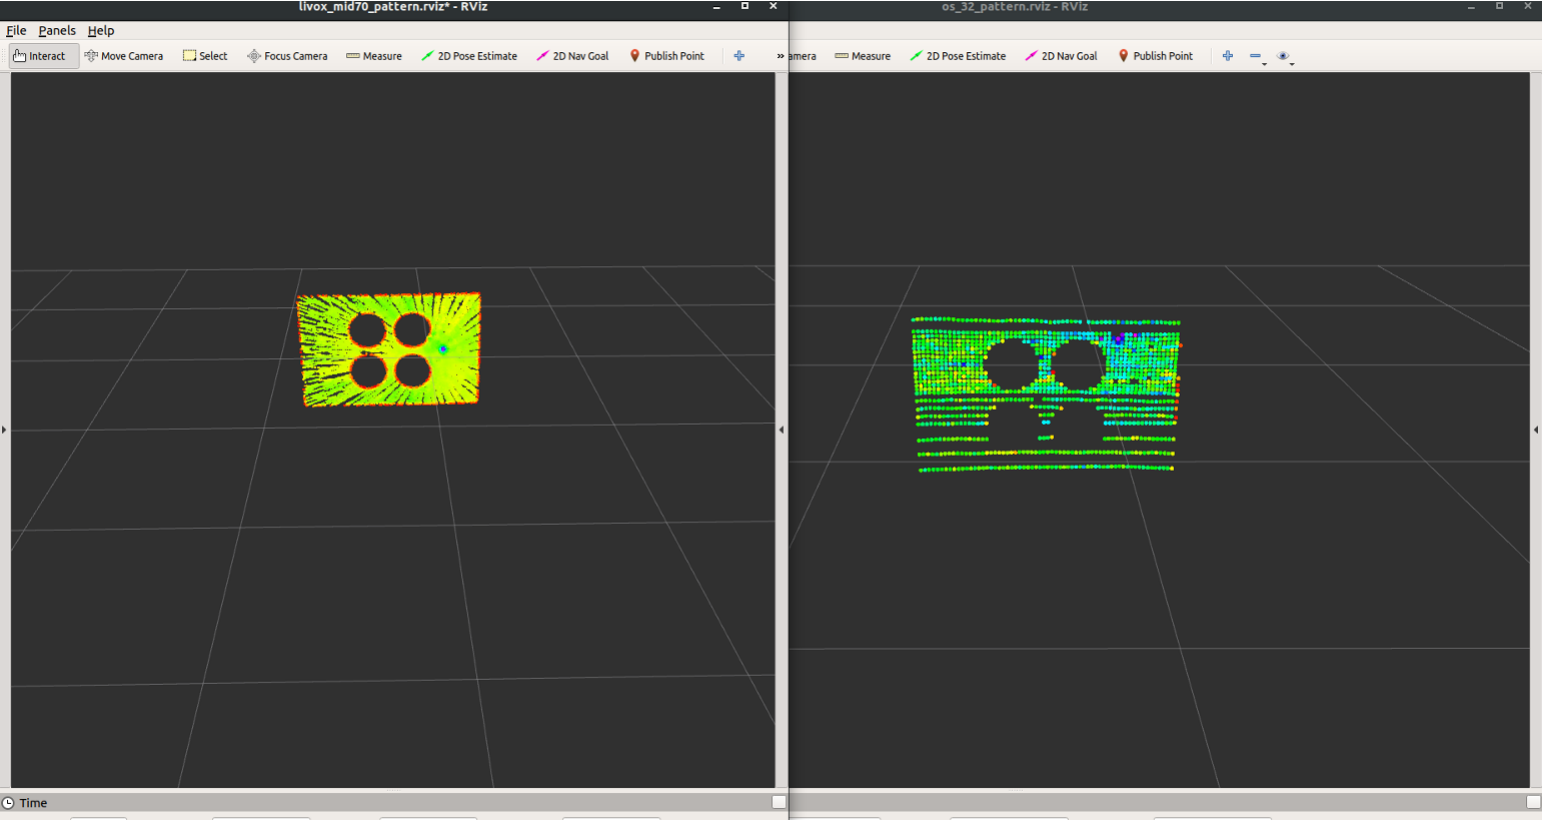 livox_mid70_pattern.rviz* - RViz
os_32_pattern.rviz - RViz
File Panels Help
Interact Move Camera Select Focus Camera Measure 2D Pose Estimate 2D Nav Goal Publish Point »
amera Measure 2D Pose Estimate 2D Nav Goal Publish Point
Time